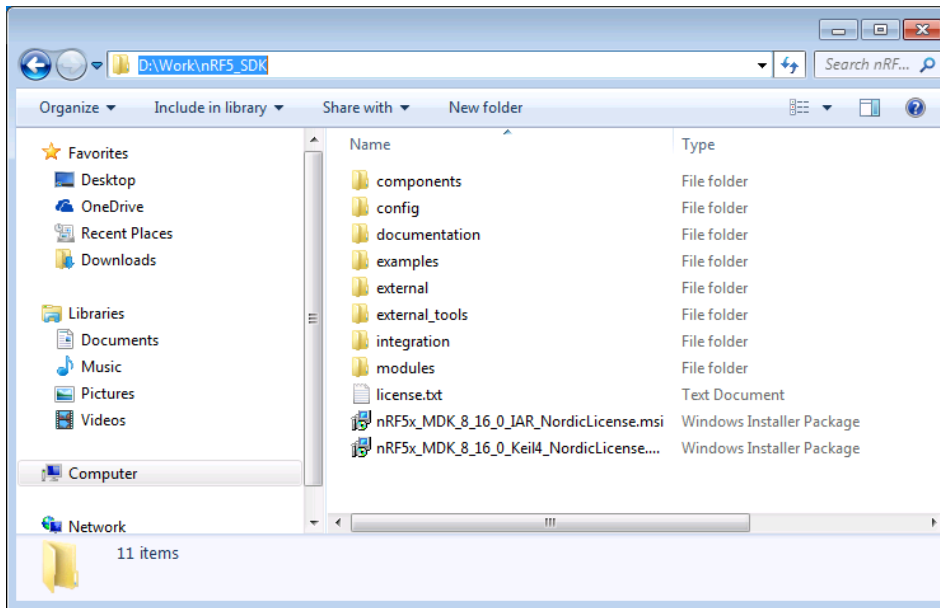 D:\Work\nRF5_SDK
Search nRF...
Organize Include in library Share with New folder
Favorites
Desktop
OneDrive
Recent Places
Downloads
Libraries
Documents
Music
Pictures
Videos
Computer
Network
Name Type
components File folder
config File folder
documentation File folder
examples File folder
external File folder
external_tools File folder
integration File folder
modules File folder
license.txt Text Document
nRF5x_MDK_8_16_0_IAR_NordicLicense.msi Windows Installer Package
nRF5x_MDK_8_16_0_Keil4_NordicLicense.... Windows Installer Package
11 items